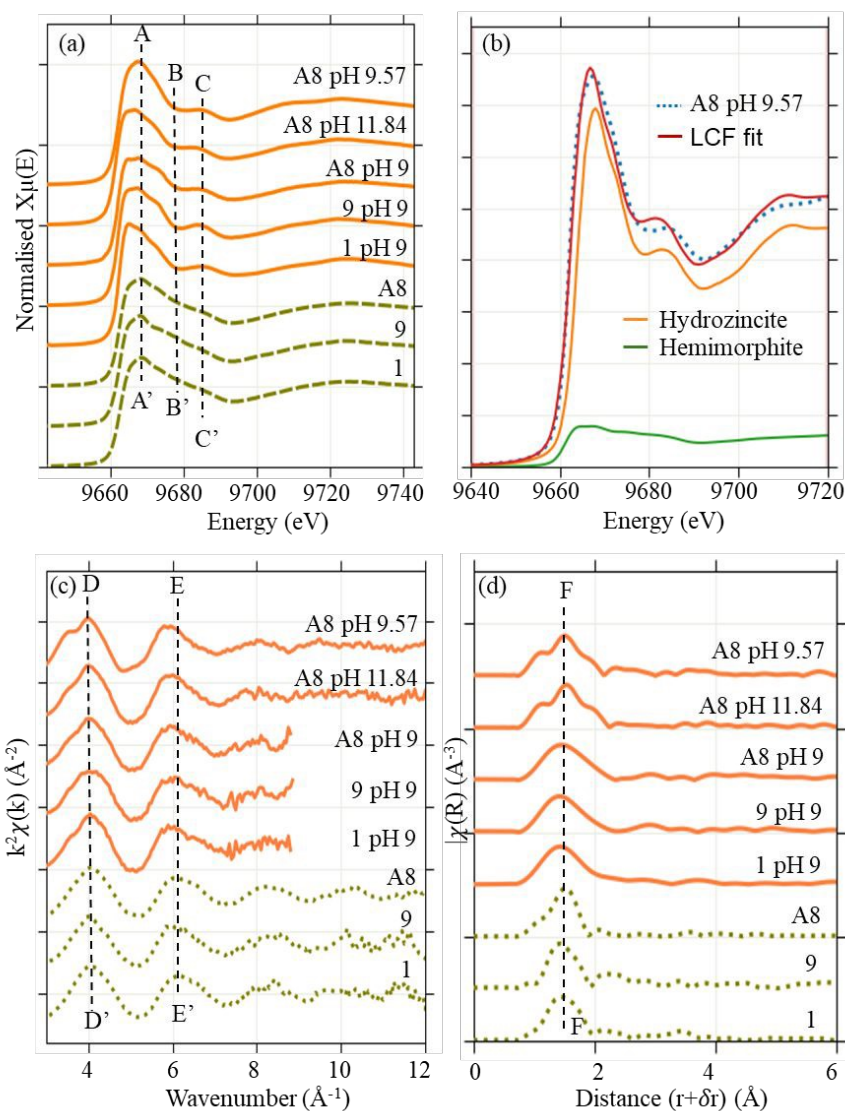 (a)
A
B
C
A8 pH 9.57
A8 pH 11.84
A8 pH 9
9 pH 9
1 pH 9
A8
9
1
A'
B'
C'
Normalised Xμ(E)
9660 9680 9700 9720 9740
Energy (eV)
(b)
A8 pH 9.57
LCF fit
Hydrozincite
Hemimorphite
9640 9660 9680 9700 9720
Energy (eV)
(c)
D
E
A8 pH 9.57
A8 pH 11.84
A8 pH 9
9 pH 9
1 pH 9
A8
9
1
D'
E'
k²χ(k) (Å⁻²)
4 6 8 10 12
Wavenumber (Å⁻¹)
(d)
F
A8 pH 9.57
A8 pH 11.84
A8 pH 9
9 pH 9
1 pH 9
A8
9
1
F
|χ(R) (A⁻³)
0 2 4 6
Distance (r+δr) (Å)